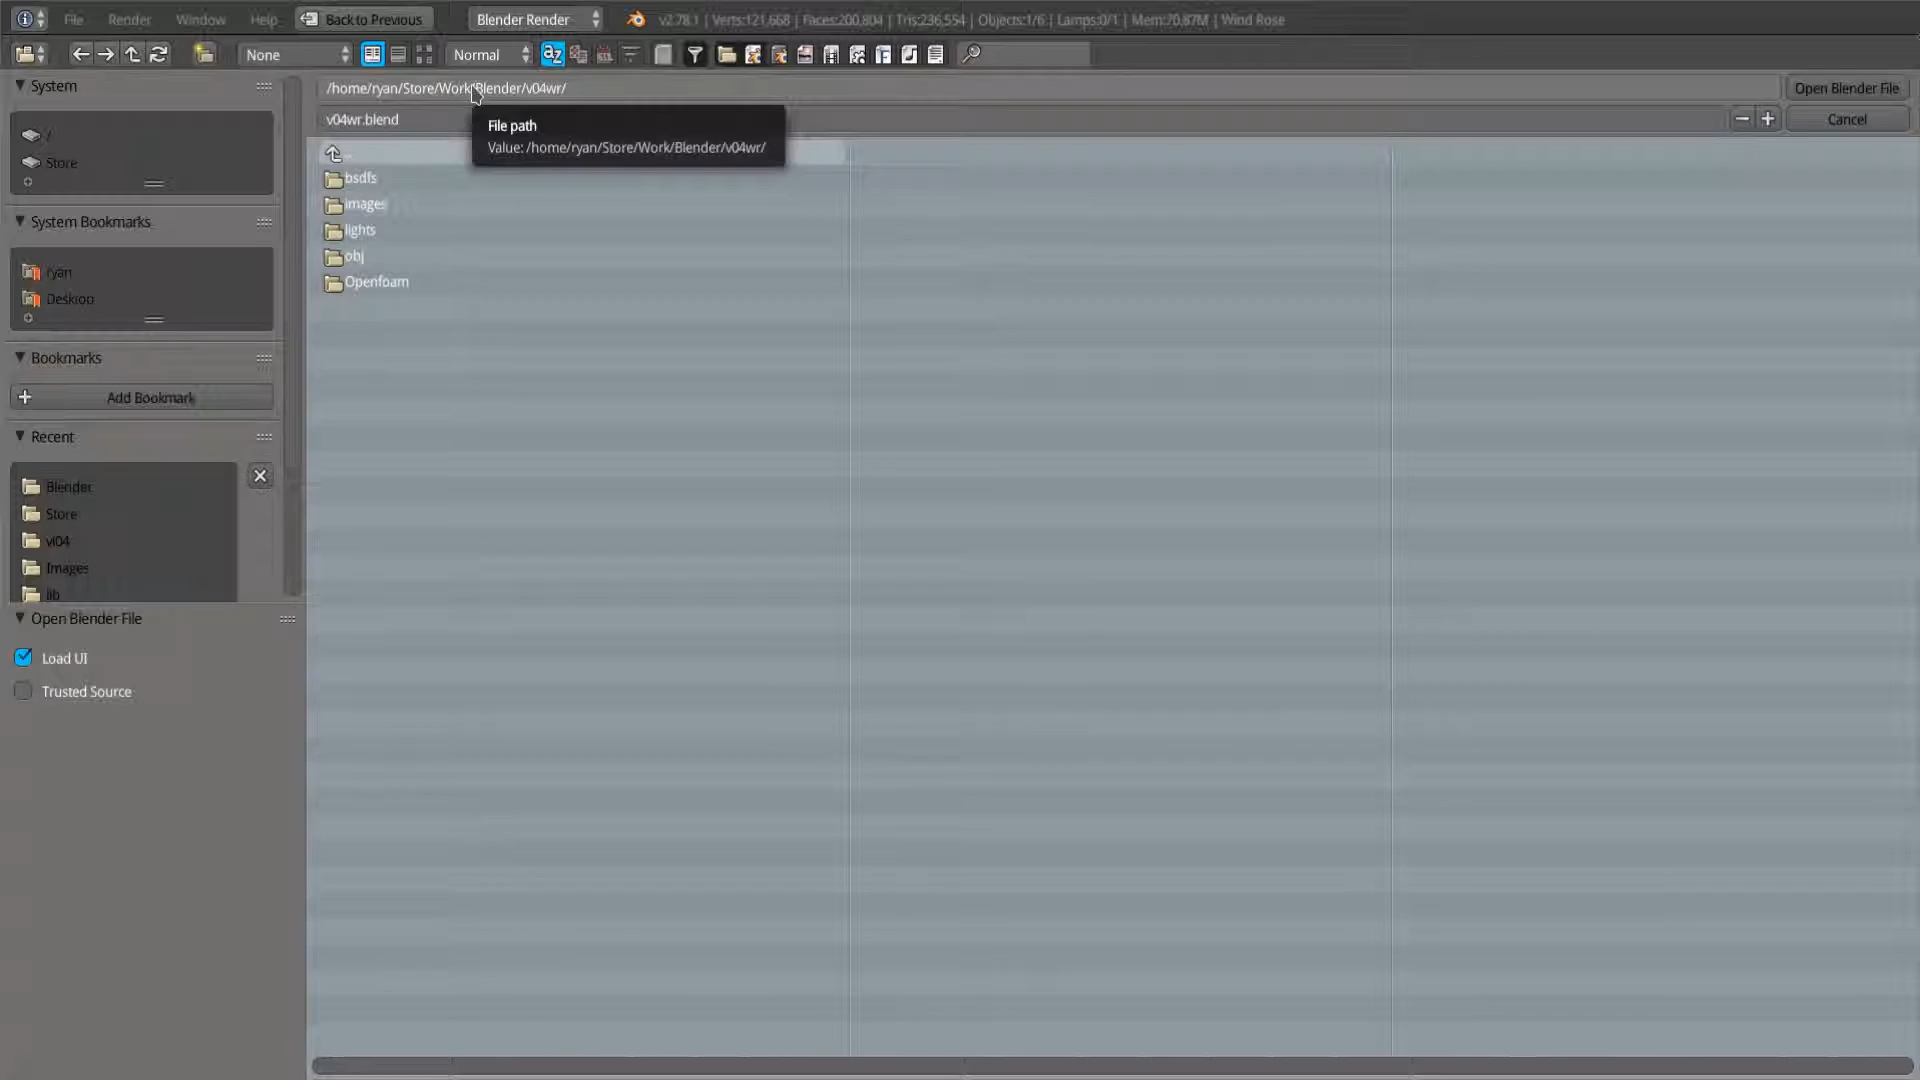 File Render Window Help Back to Previous Blender Render v2.78.1 | Verts:121,668 | Faces:200,804 | Tris:236,554 | Objects:1/6 | Lamps:0/1 | Mem:70.87M | Wind Rose
None Normal
System
/home/ryan/Store/Work/Blender/v04wr/ Open Blender File
v04wr.blend Cancel
File path
Value: /home/ryan/Store/Work/Blender/v04wr/
/
Store
..
bsdfs
images
lights
obj
Openfoam
System Bookmarks
ryan
Desktop
Bookmarks
Add Bookmark
Recent
Blender
Store
vi04
Images
lib
Open Blender File
Load UI
Trusted Source